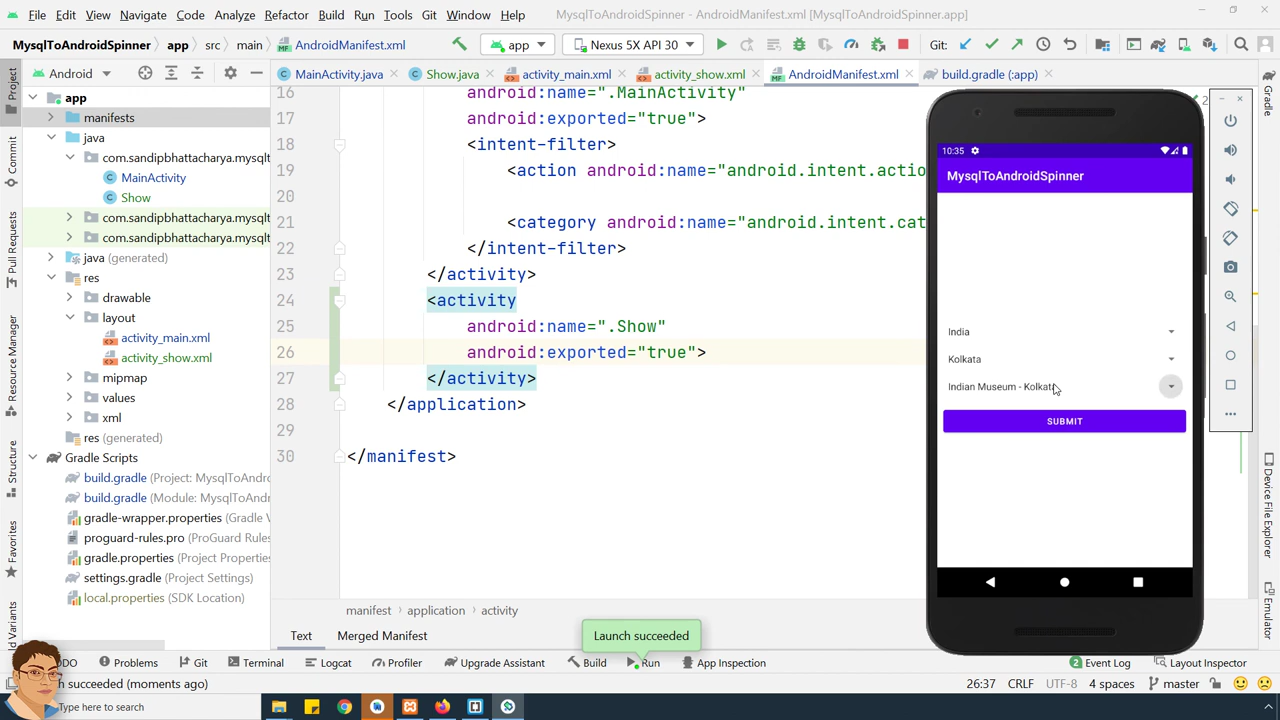 File Edit View Navigate Code Analyze Refactor Build Run Tools Git Window Help MysqlToAndroidSpinner - AndroidManifest.xml [MysqlToAndroidSpinner.app]
MysqlToAndroidSpinner app src main AndroidManifest.xml app Nexus 5X API 30 Git:
Android MainActivity.java Show.java activity_main.xml activity_show.xml AndroidManifest.xml build.gradle (:app)
Project
Commit
Pull Requests
Resource Manager
Structure
Favorites
app
manifests
java
com.sandipbhattacharya.mysqlt
MainActivity
Show
com.sandipbhattacharya.mysqlt
com.sandipbhattacharya.mysqlt
java (generated)
res
drawable
layout
activity_main.xml
activity_show.xml
mipmap
values
xml
res (generated)
Gradle Scripts
build.gradle (Project: MysqlToAndr
build.gradle (Module: MysqlToAndr
gradle-wrapper.properties (Gradle V
proguard-rules.pro (ProGuard Rules
gradle.properties (Project Properties
settings.gradle (Project Settings)
local.properties (SDK Location)
16 android:name=".MainActivity"
17 android:exported="true">
18 <intent-filter>
19 <action android:name="android.intent.actio
20
21 <category android:name="android.intent.cat
22 </intent-filter>
23 </activity>
24 <activity
25 android:name=".Show"
26 android:exported="true">
27 </activity>
28 </application>
29
30 </manifest>
2
10:35
MysqlToAndroidSpinner
India
Kolkata
Indian Museum - Kolkata
SUBMIT
Gradle
Device File Explorer
Emulator
manifest application activity
Text Merged Manifest
Launch succeeded
Problems Git Terminal Logcat Profiler Upgrade Assistant Build Run App Inspection 2 Event Log Layout Inspector
succeeded (moments ago) 26:37 CRLF UTF-8 4 spaces master
Type here to search